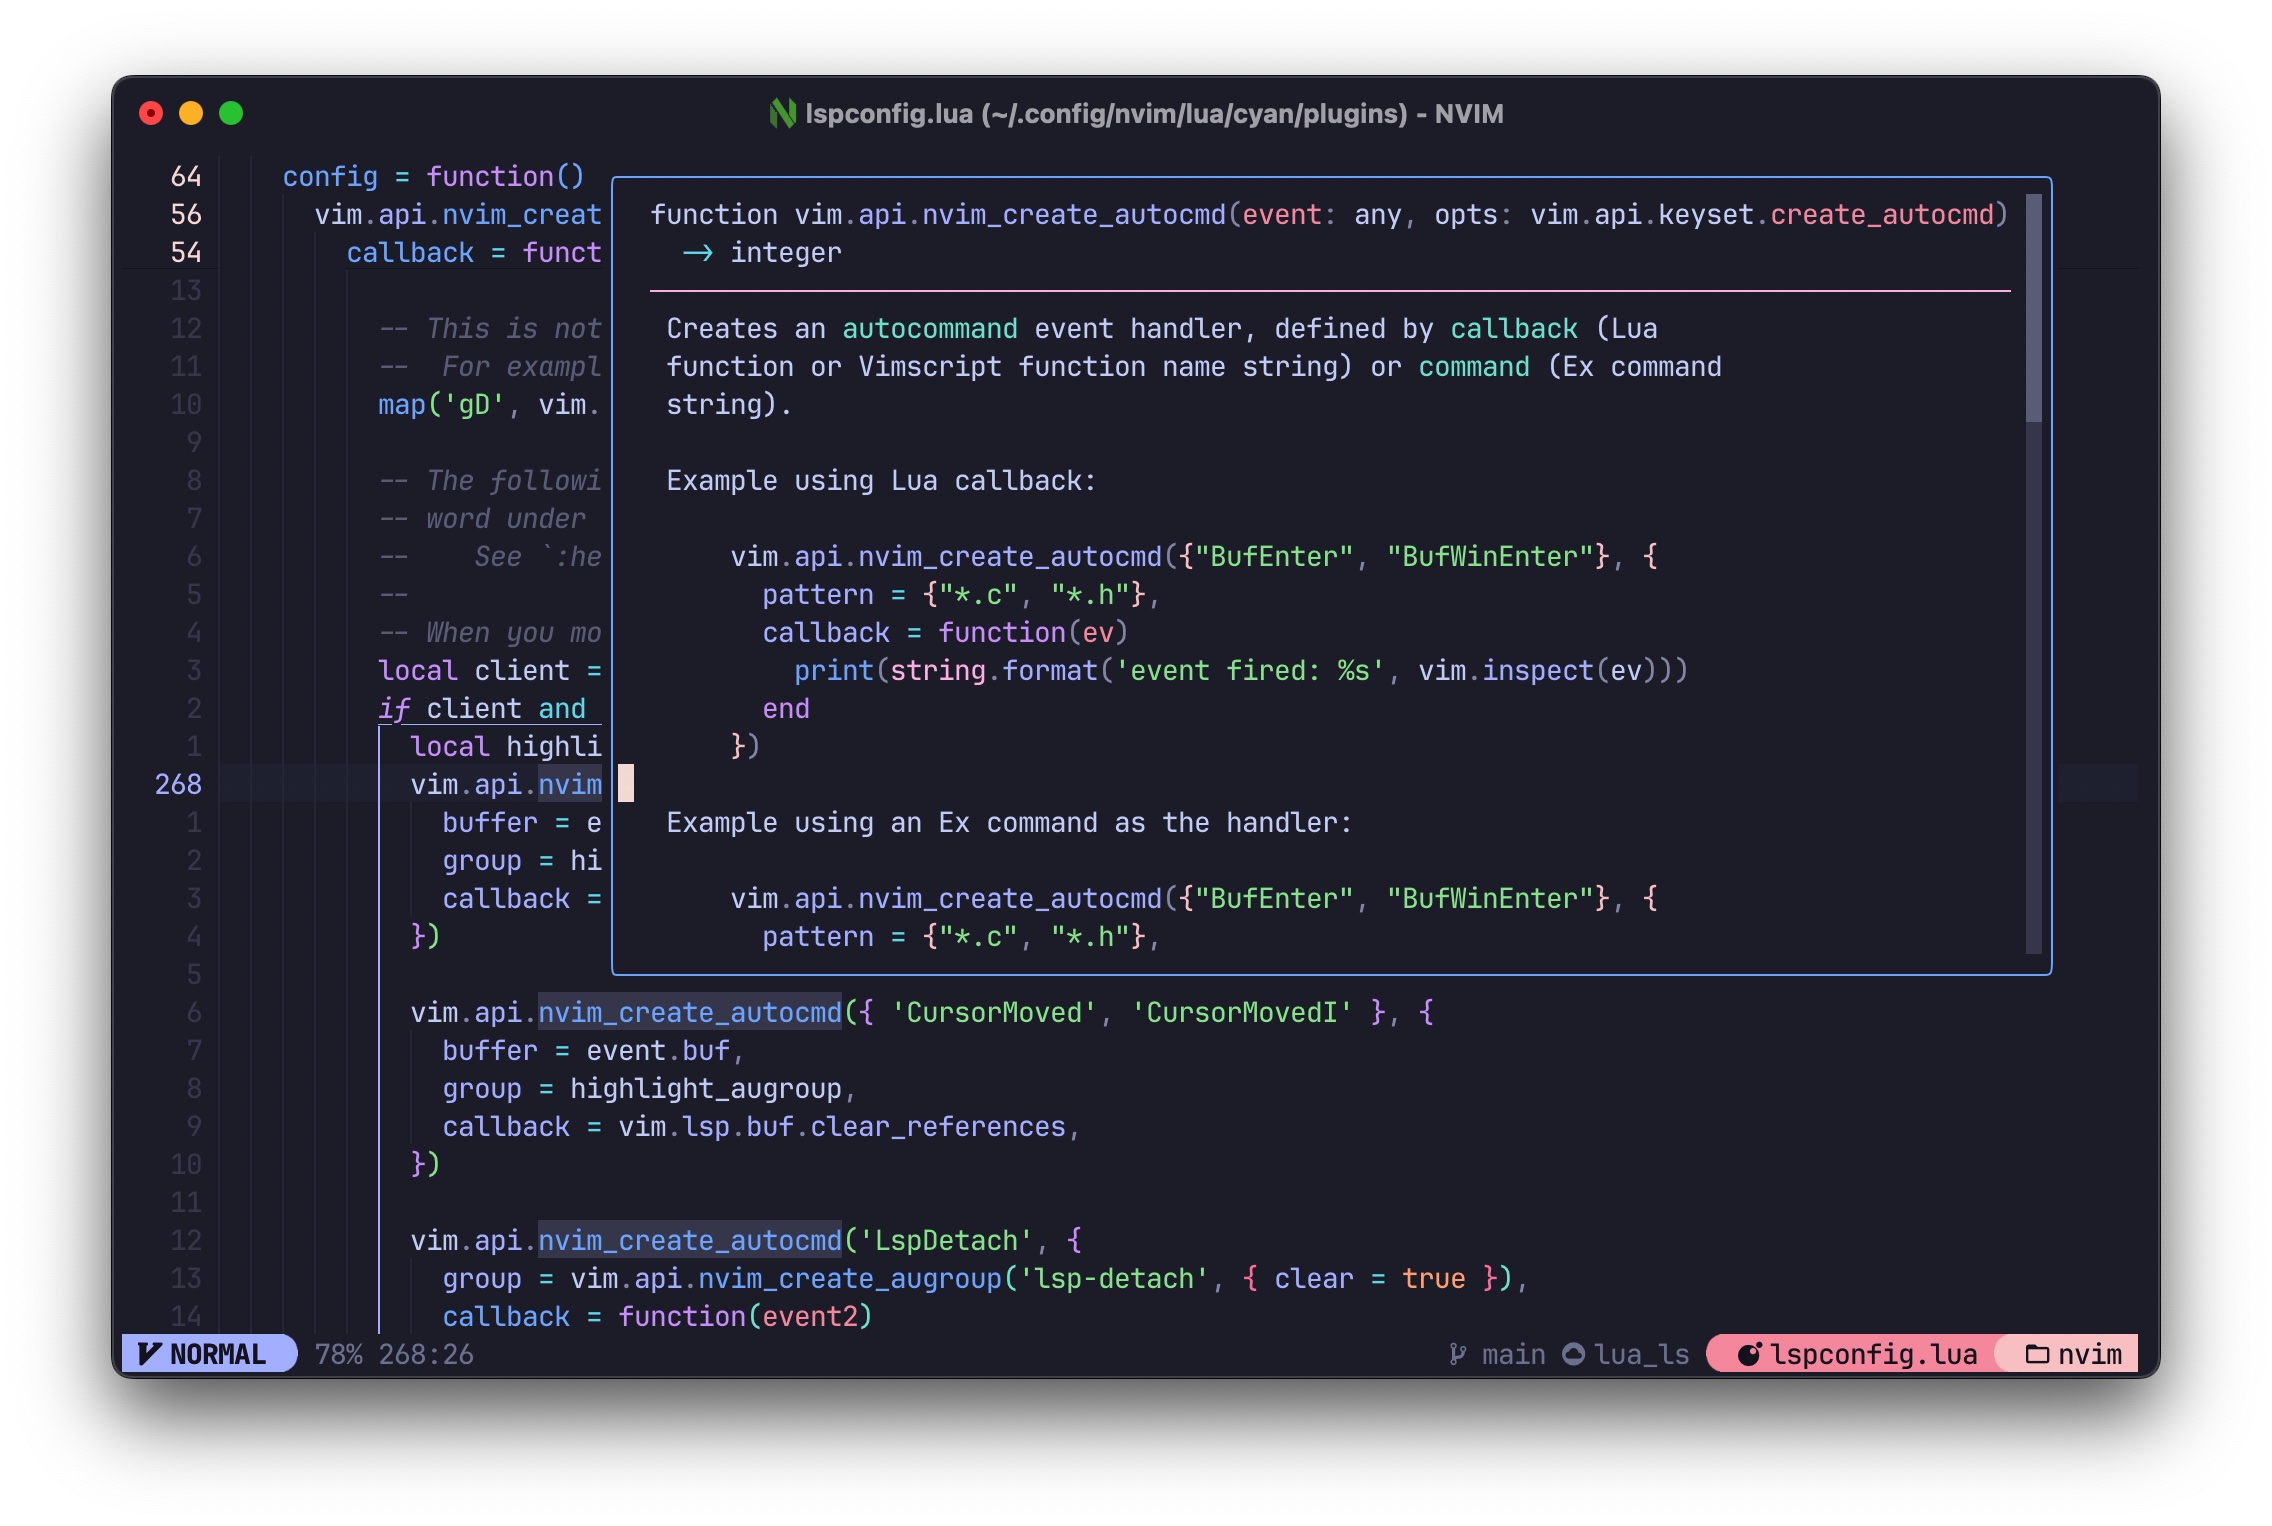 lspconfig.lua (~/.config/nvim/lua/cyan/plugins) - NVIM
64 config = function()
56 vim.api.nvim_creat
54 callback = funct
function vim.api.nvim_create_autocmd(event: any, opts: vim.api.keyset.create_autocmd)
-> integer
13
12 -- This is not
11 --  For exampl
10 map('gD', vim.
9
8 -- The followi
7 -- word under
6 --    See `:he
5 --
4 -- When you mo
3 local client =
2 if client and
1 local highli
268 vim.api.nvim
1 buffer = e
2 group = hi
3 callback =
4 })
5
Creates an autocommand event handler, defined by callback (Lua
function or Vimscript function name string) or command (Ex command
string).
Example using Lua callback:
vim.api.nvim_create_autocmd({"BufEnter", "BufWinEnter"}, {
pattern = {"*.c", "*.h"},
callback = function(ev)
print(string.format('event fired: %s', vim.inspect(ev)))
end
})
Example using an Ex command as the handler:
vim.api.nvim_create_autocmd({"BufEnter", "BufWinEnter"}, {
pattern = {"*.c", "*.h"},
6 vim.api.nvim_create_autocmd({ 'CursorMoved', 'CursorMovedI' }, {
7 buffer = event.buf,
8 group = highlight_augroup,
9 callback = vim.lsp.buf.clear_references,
10 })
11
12 vim.api.nvim_create_autocmd('LspDetach', {
13 group = vim.api.nvim_create_augroup('lsp-detach', { clear = true }),
14 callback = function(event2)
NORMAL 78% 268:26 main lua_ls lspconfig.lua nvim